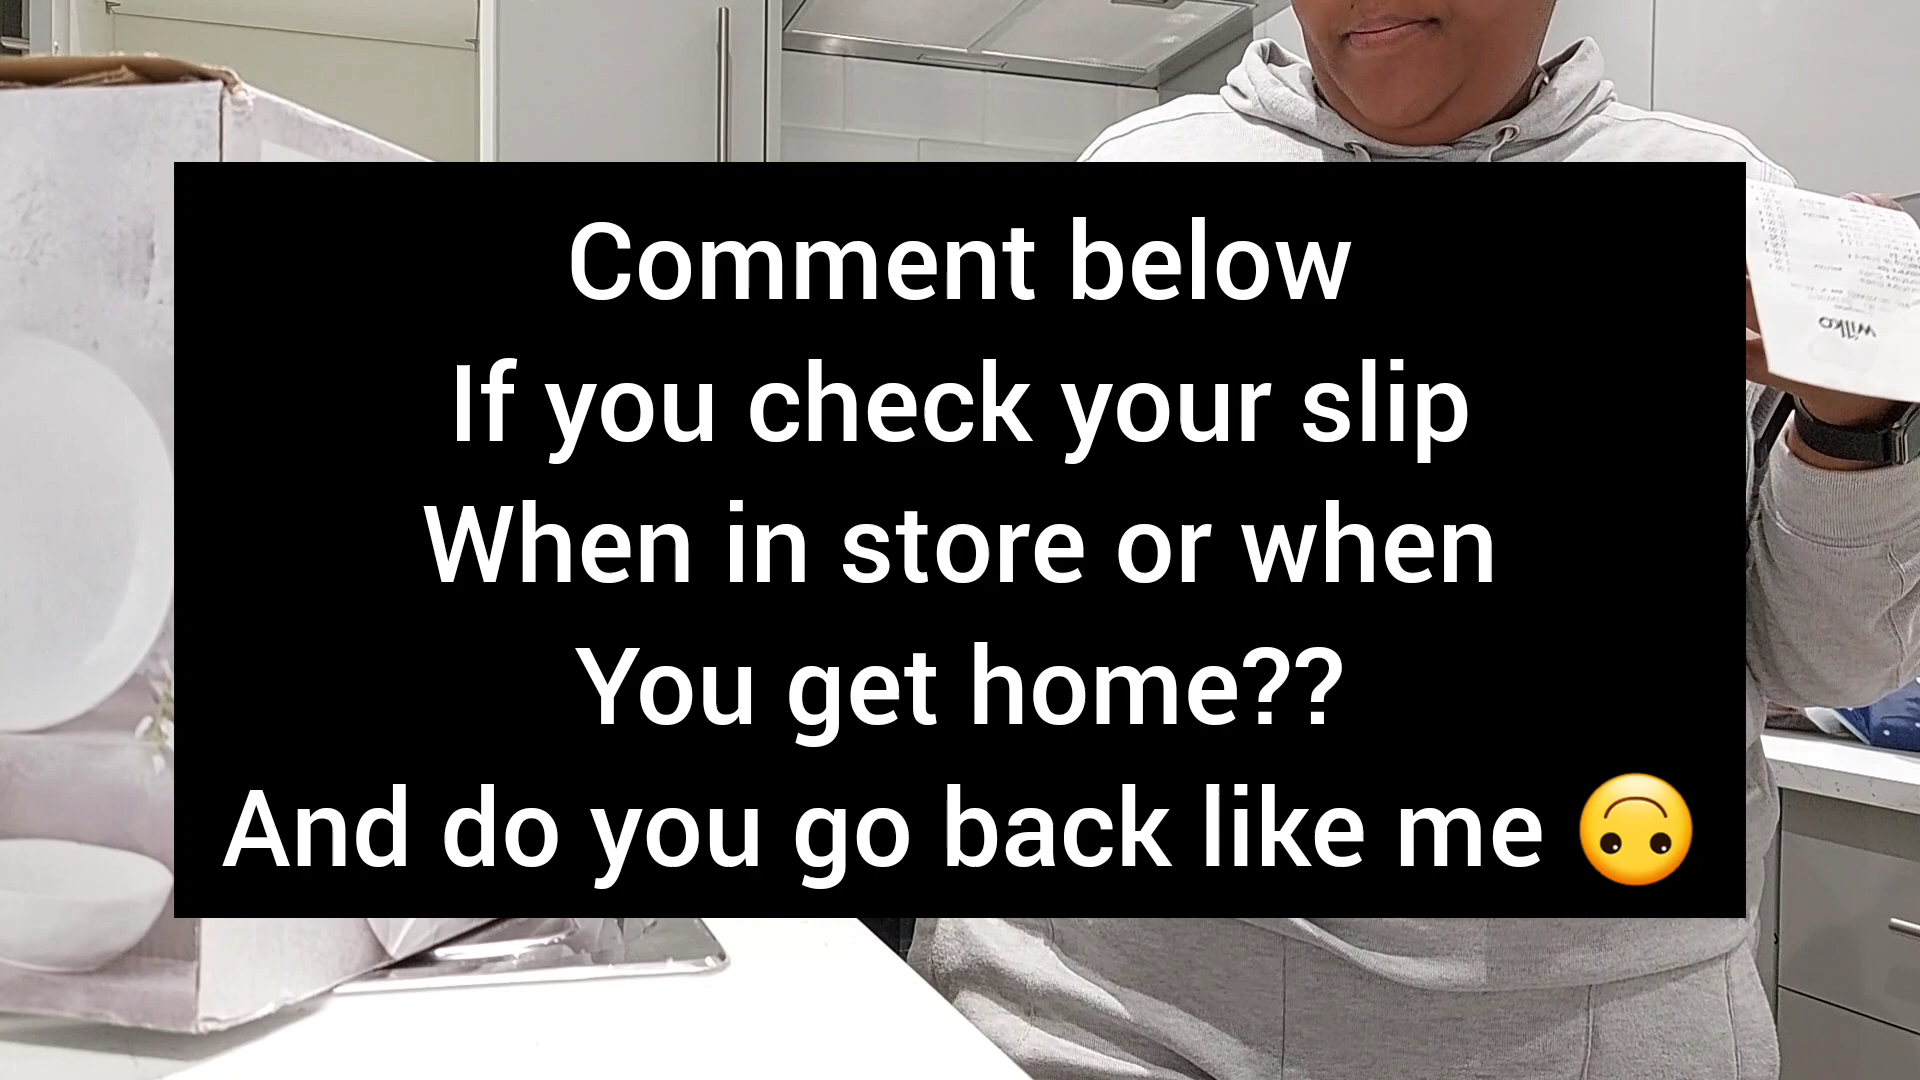 Comment below
If you check your slip
When in store or when
You get home??
And do you go back like me 🙃
wilko